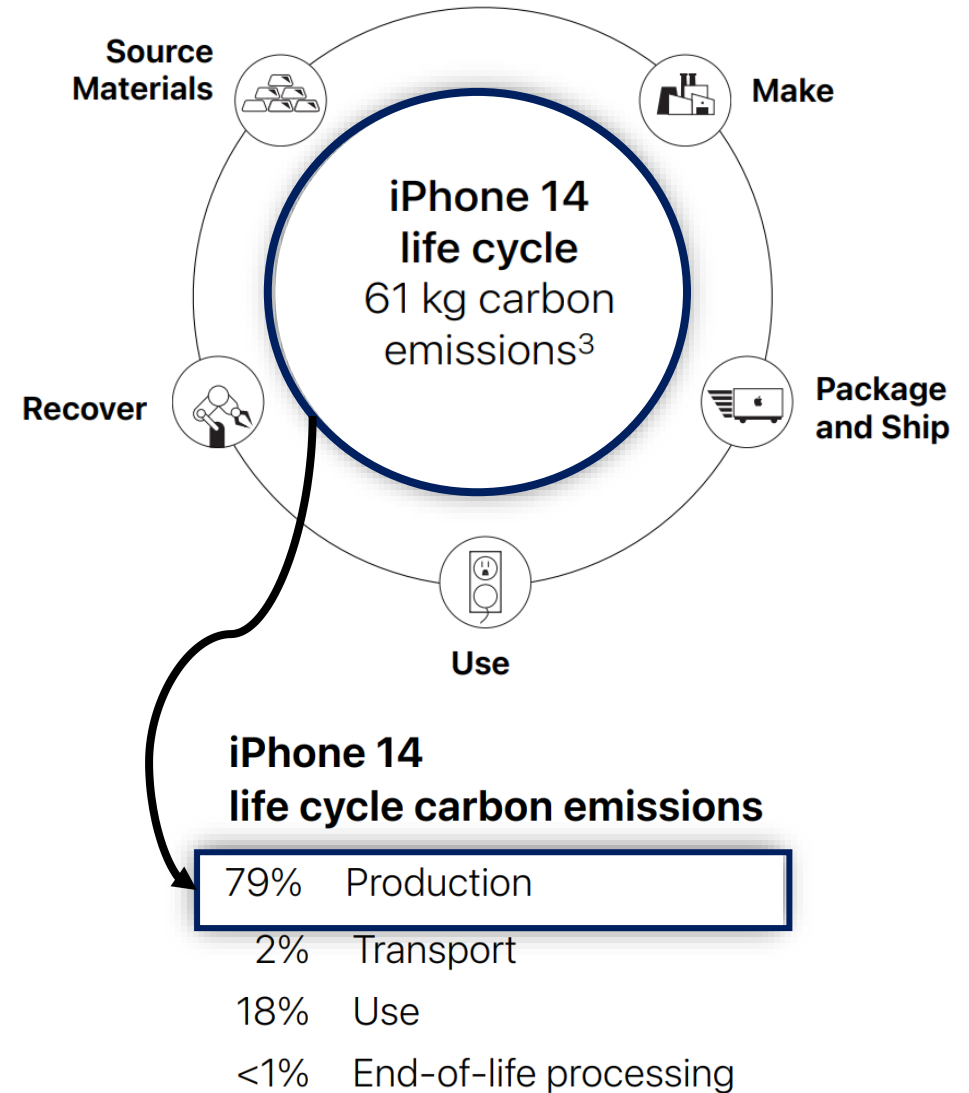 Source
Materials
Make
iPhone 14
life cycle
61 kg carbon
emissions³
Recover
Package
and Ship
Use
iPhone 14
life cycle carbon emissions
79% Production
2% Transport
18% Use
<1% End-of-life processing